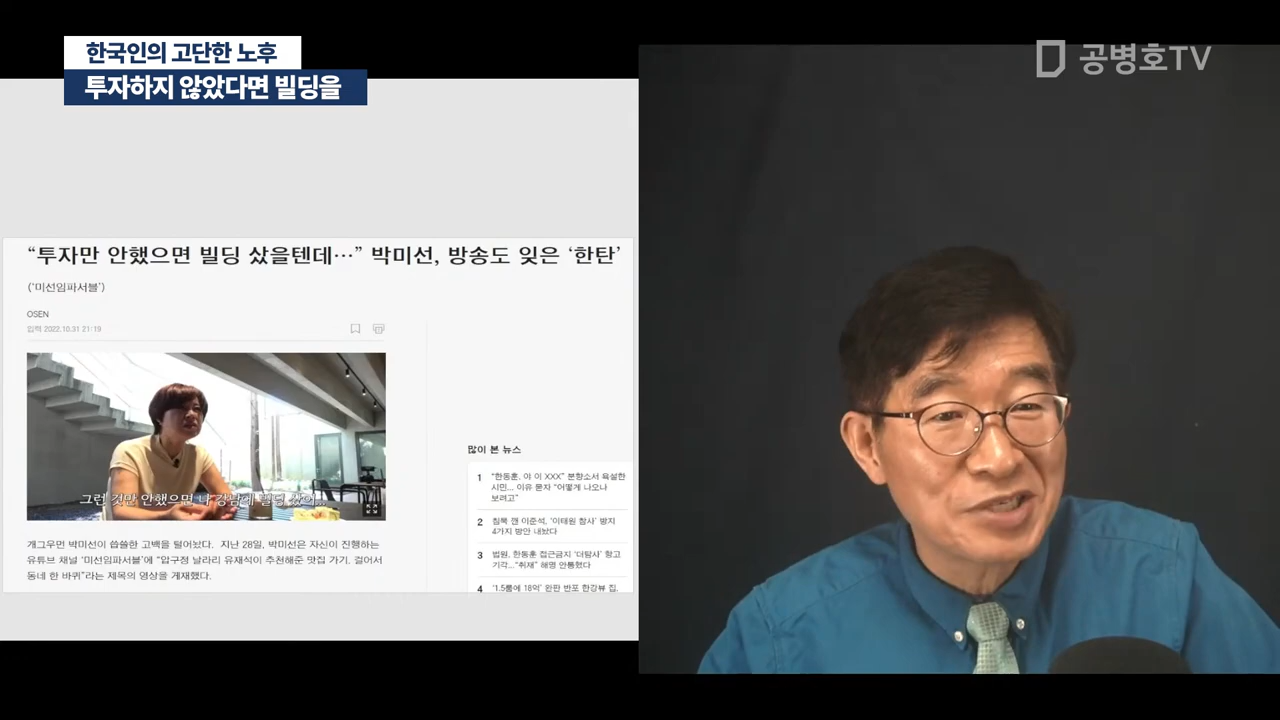 한국인의 고단한 노후
투자하지 않았다면 빌딩을
공병호TV
“투자만 안했으면 빌딩 샀을텐데…” 박미선, 방송도 잊은 ‘한탄’
(‘미선임파서블’)
OSEN
입력 2022.10.31 21:19
그런 것만 안했으면 나 강남에 빌딩 샀어...
개그우먼 박미선이 씁쓸한 고백을 털어놨다. 지난 28일, 박미선은 자신이 진행하는
유튜브 채널 ‘미선임파서블’에 “압구정 날라리 유재석이 추천해준 맛집 가기. 걸어서
동네 한 바퀴”라는 제목의 영상을 게재했다.
많이 본 뉴스
1 “한동훈, 야 이 XXX” 분향소서 욕설한
시민... 이유 묻자 “어떻게 나오나
보려고”
2 침묵 깬 이준석, ‘이태원 참사’ 방지
4가지 방안 내놨다
3 법원, 한동훈 접근금지 ‘더탐사’ 항고
기각...“취재” 해명 안통했다
4 ‘1.5룸에 18억’ 완판 반포 한강뷰 집,